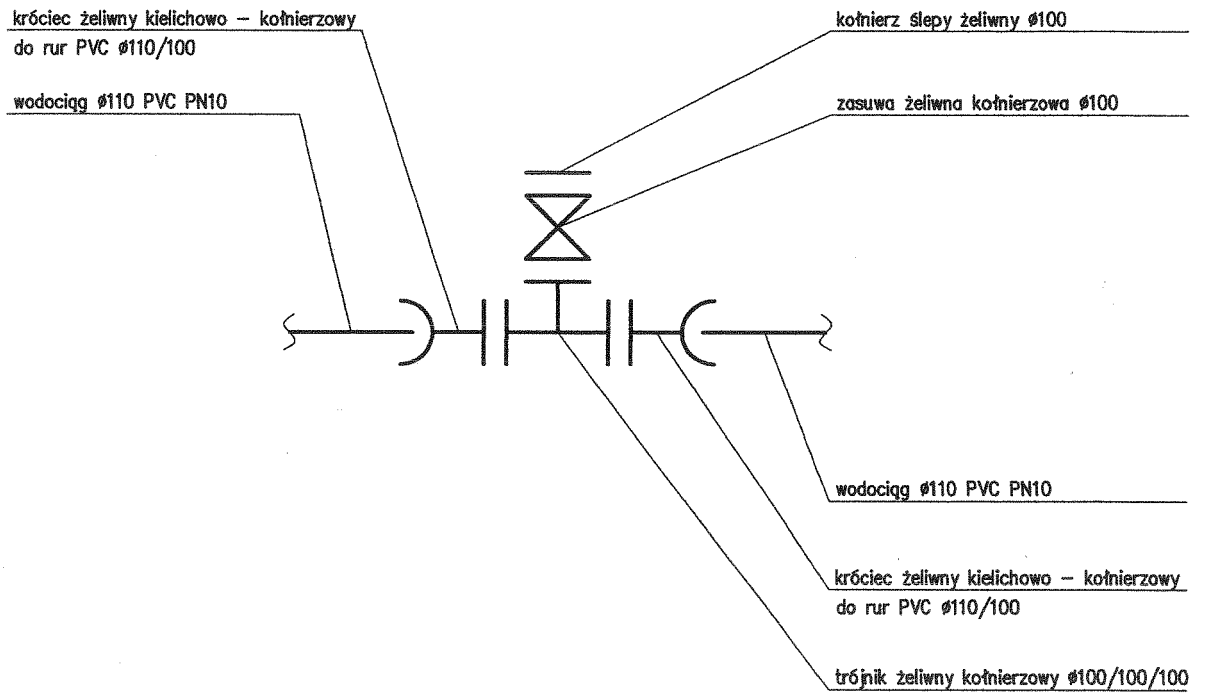 króciec żeliwny kielichowo – kołnierzowy
do rur PVC ø110/100
wodociąg ø110 PVC PN10
kołnierz ślepy żeliwny ø100
zasuwa żeliwna kołnierzowa ø100
wodociąg ø110 PVC PN10
króciec żeliwny kielichowo – kołnierzowy
do rur PVC ø110/100
trójnik żeliwny kołnierzowy ø100/100/100